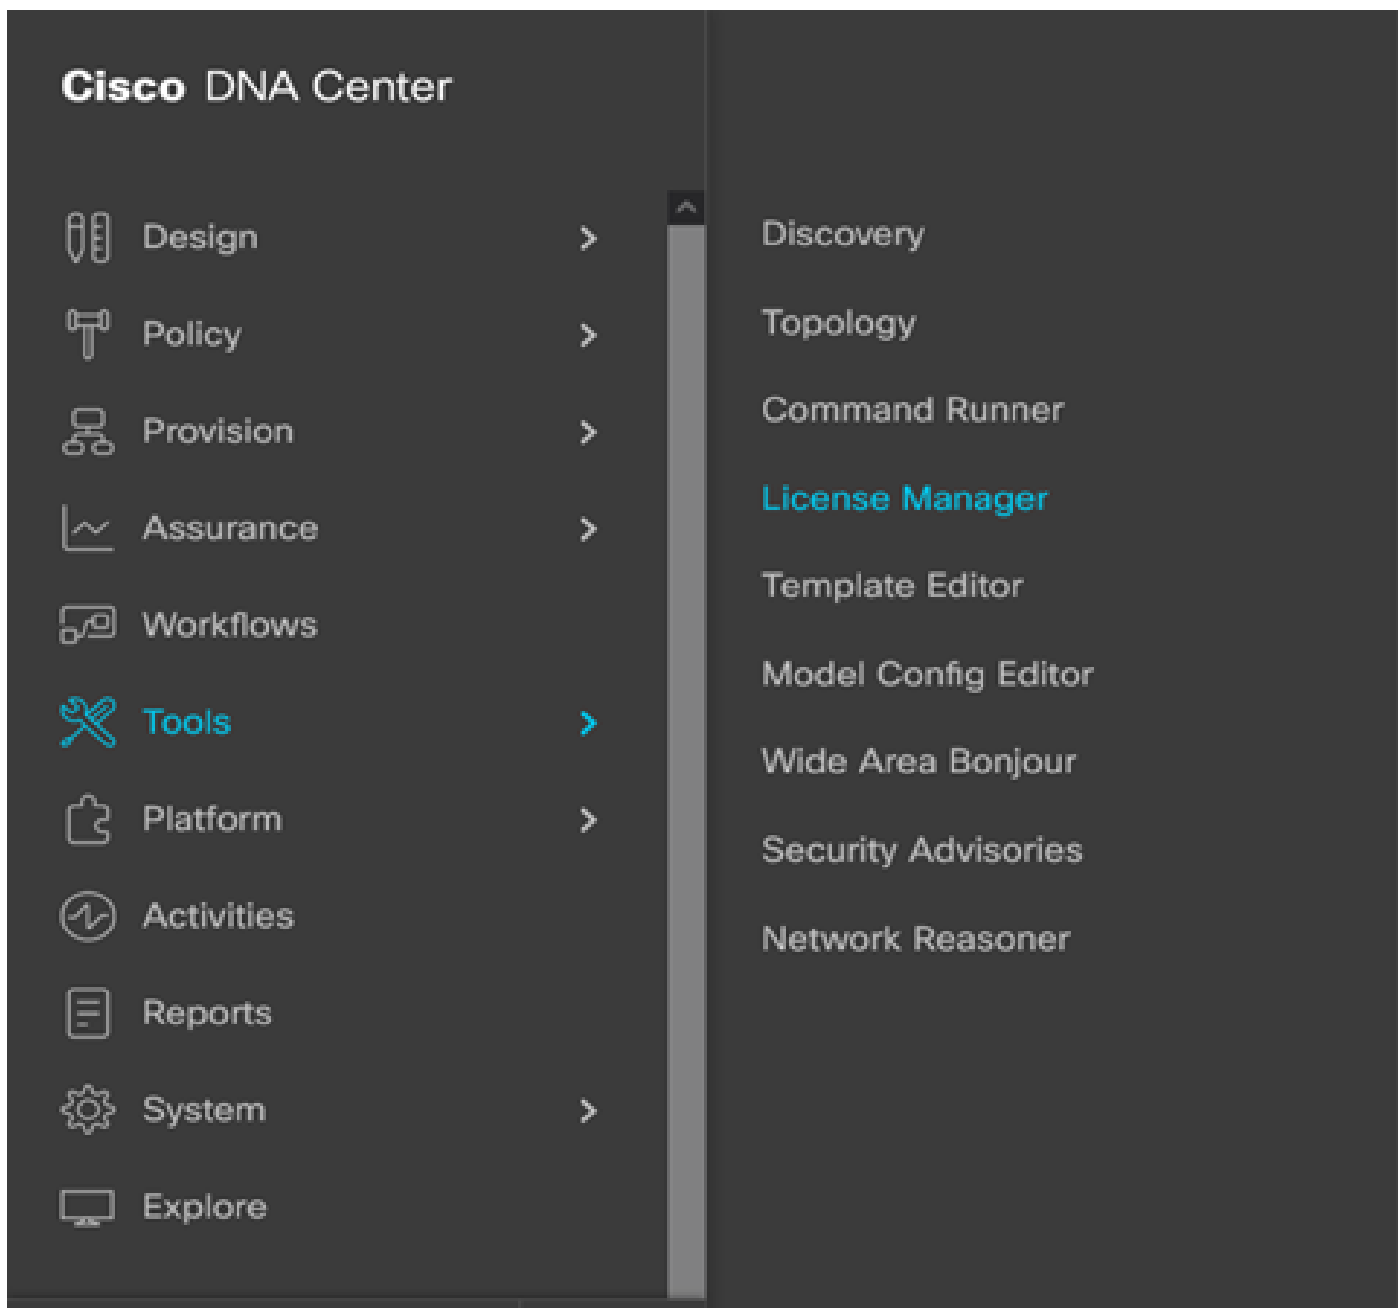 Cisco DNA Center
Design
Policy
Provision
Assurance
Workflows
Tools
Platform
Activities
Reports
System
Explore
Discovery
Topology
Command Runner
License Manager
Template Editor
Model Config Editor
Wide Area Bonjour
Security Advisories
Network Reasoner